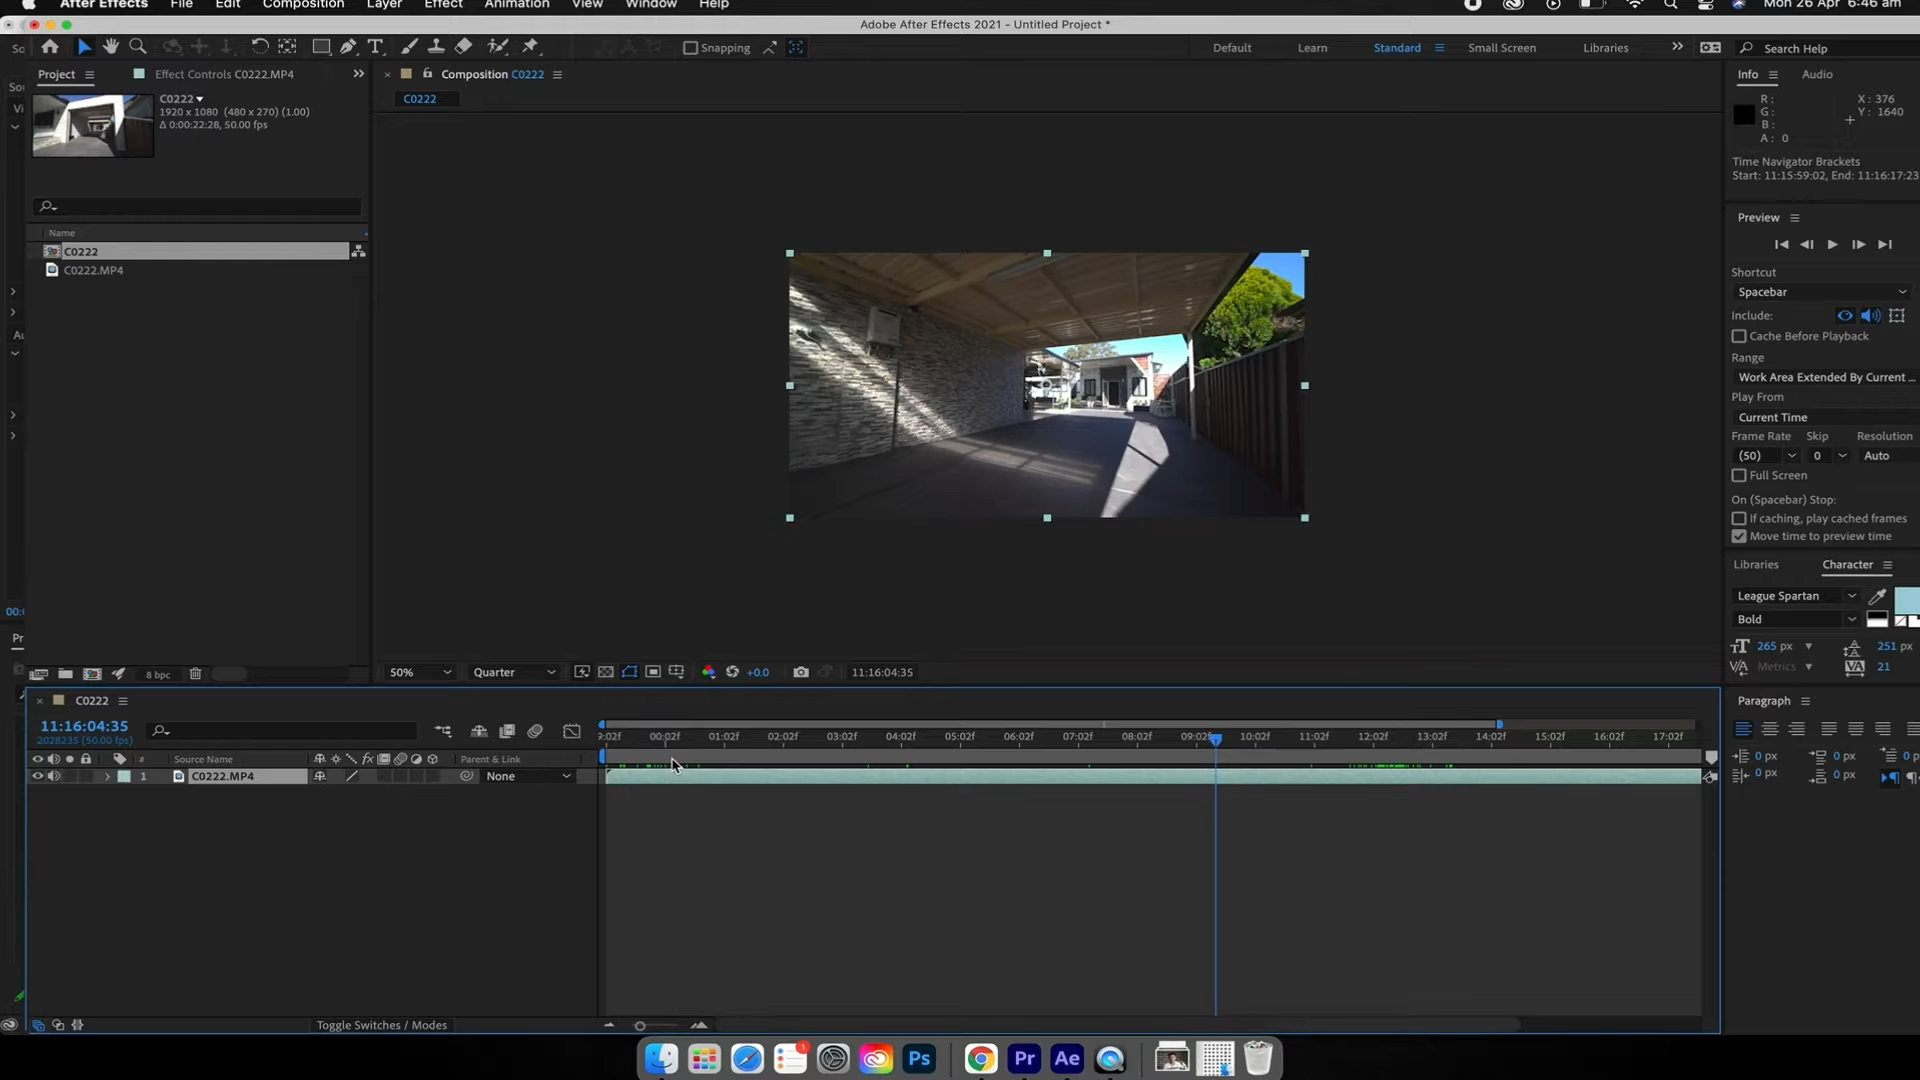 After Effects File Edit Composition Layer Effect Animation View Window Help Mon 26 Apr 6:46 am
Adobe After Effects 2021 - Untitled Project *
Snapping Default Learn Standard Small Screen Libraries Search Help
Project Effect Controls C0222.MP4 Composition C0222 Info Audio
C0222
1920 x 1080 (480 x 270) (1.00)
Δ 0:00:22:28, 50.00 fps
C0222
R:
G:
B:
A: 0
X: 376
Y: 1640
Time Navigator Brackets
Start: 11:15:59:02, End: 11:16:17:23
Name
C0222
C0222.MP4
Preview
Shortcut
Spacebar
Include:
Cache Before Playback
Range
Work Area Extended By Current ...
Play From
Current Time
Frame Rate Skip Resolution
(50) 0 Auto
Full Screen
On (Spacebar) Stop:
If caching, play cached frames
Move time to preview time
Libraries Character
League Spartan
Bold
265 px 251 px
Metrics 21
8 bpc
50% Quarter +0.0 11:16:04:35
C0222
11:16:04:35
2028235 (50.00 fps)
9:02f 00:02f 01:02f 02:02f 03:02f 04:02f 05:02f 06:02f 07:02f 08:02f 09:02f 10:02f 11:02f 12:02f 13:02f 14:02f 15:02f 16:02f 17:02f
# Source Name fx Parent & Link
1 C0222.MP4 None
Paragraph
0 px 0 px 0 p
0 px 0 px
Toggle Switches / Modes
1 Ps Pr Ae